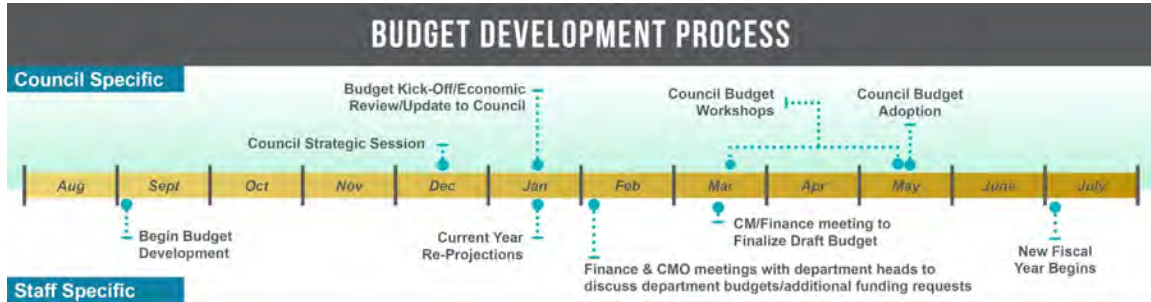 BUDGET DEVELOPMENT PROCESS
Council Specific
Budget Kick-Off/Economic
Review/Update to Council
Council Strategic Session
Council Budget
Workshops
Council Budget
Adoption
Aug Sept Oct Nov Dec Jan Feb Mar Apr May June July
Begin Budget
Development
Current Year
Re-Projections
Finance & CMO meetings with department heads to
discuss department budgets/additional funding requests
CM/Finance meeting to
Finalize Draft Budget
New Fiscal
Year Begins
Staff Specific